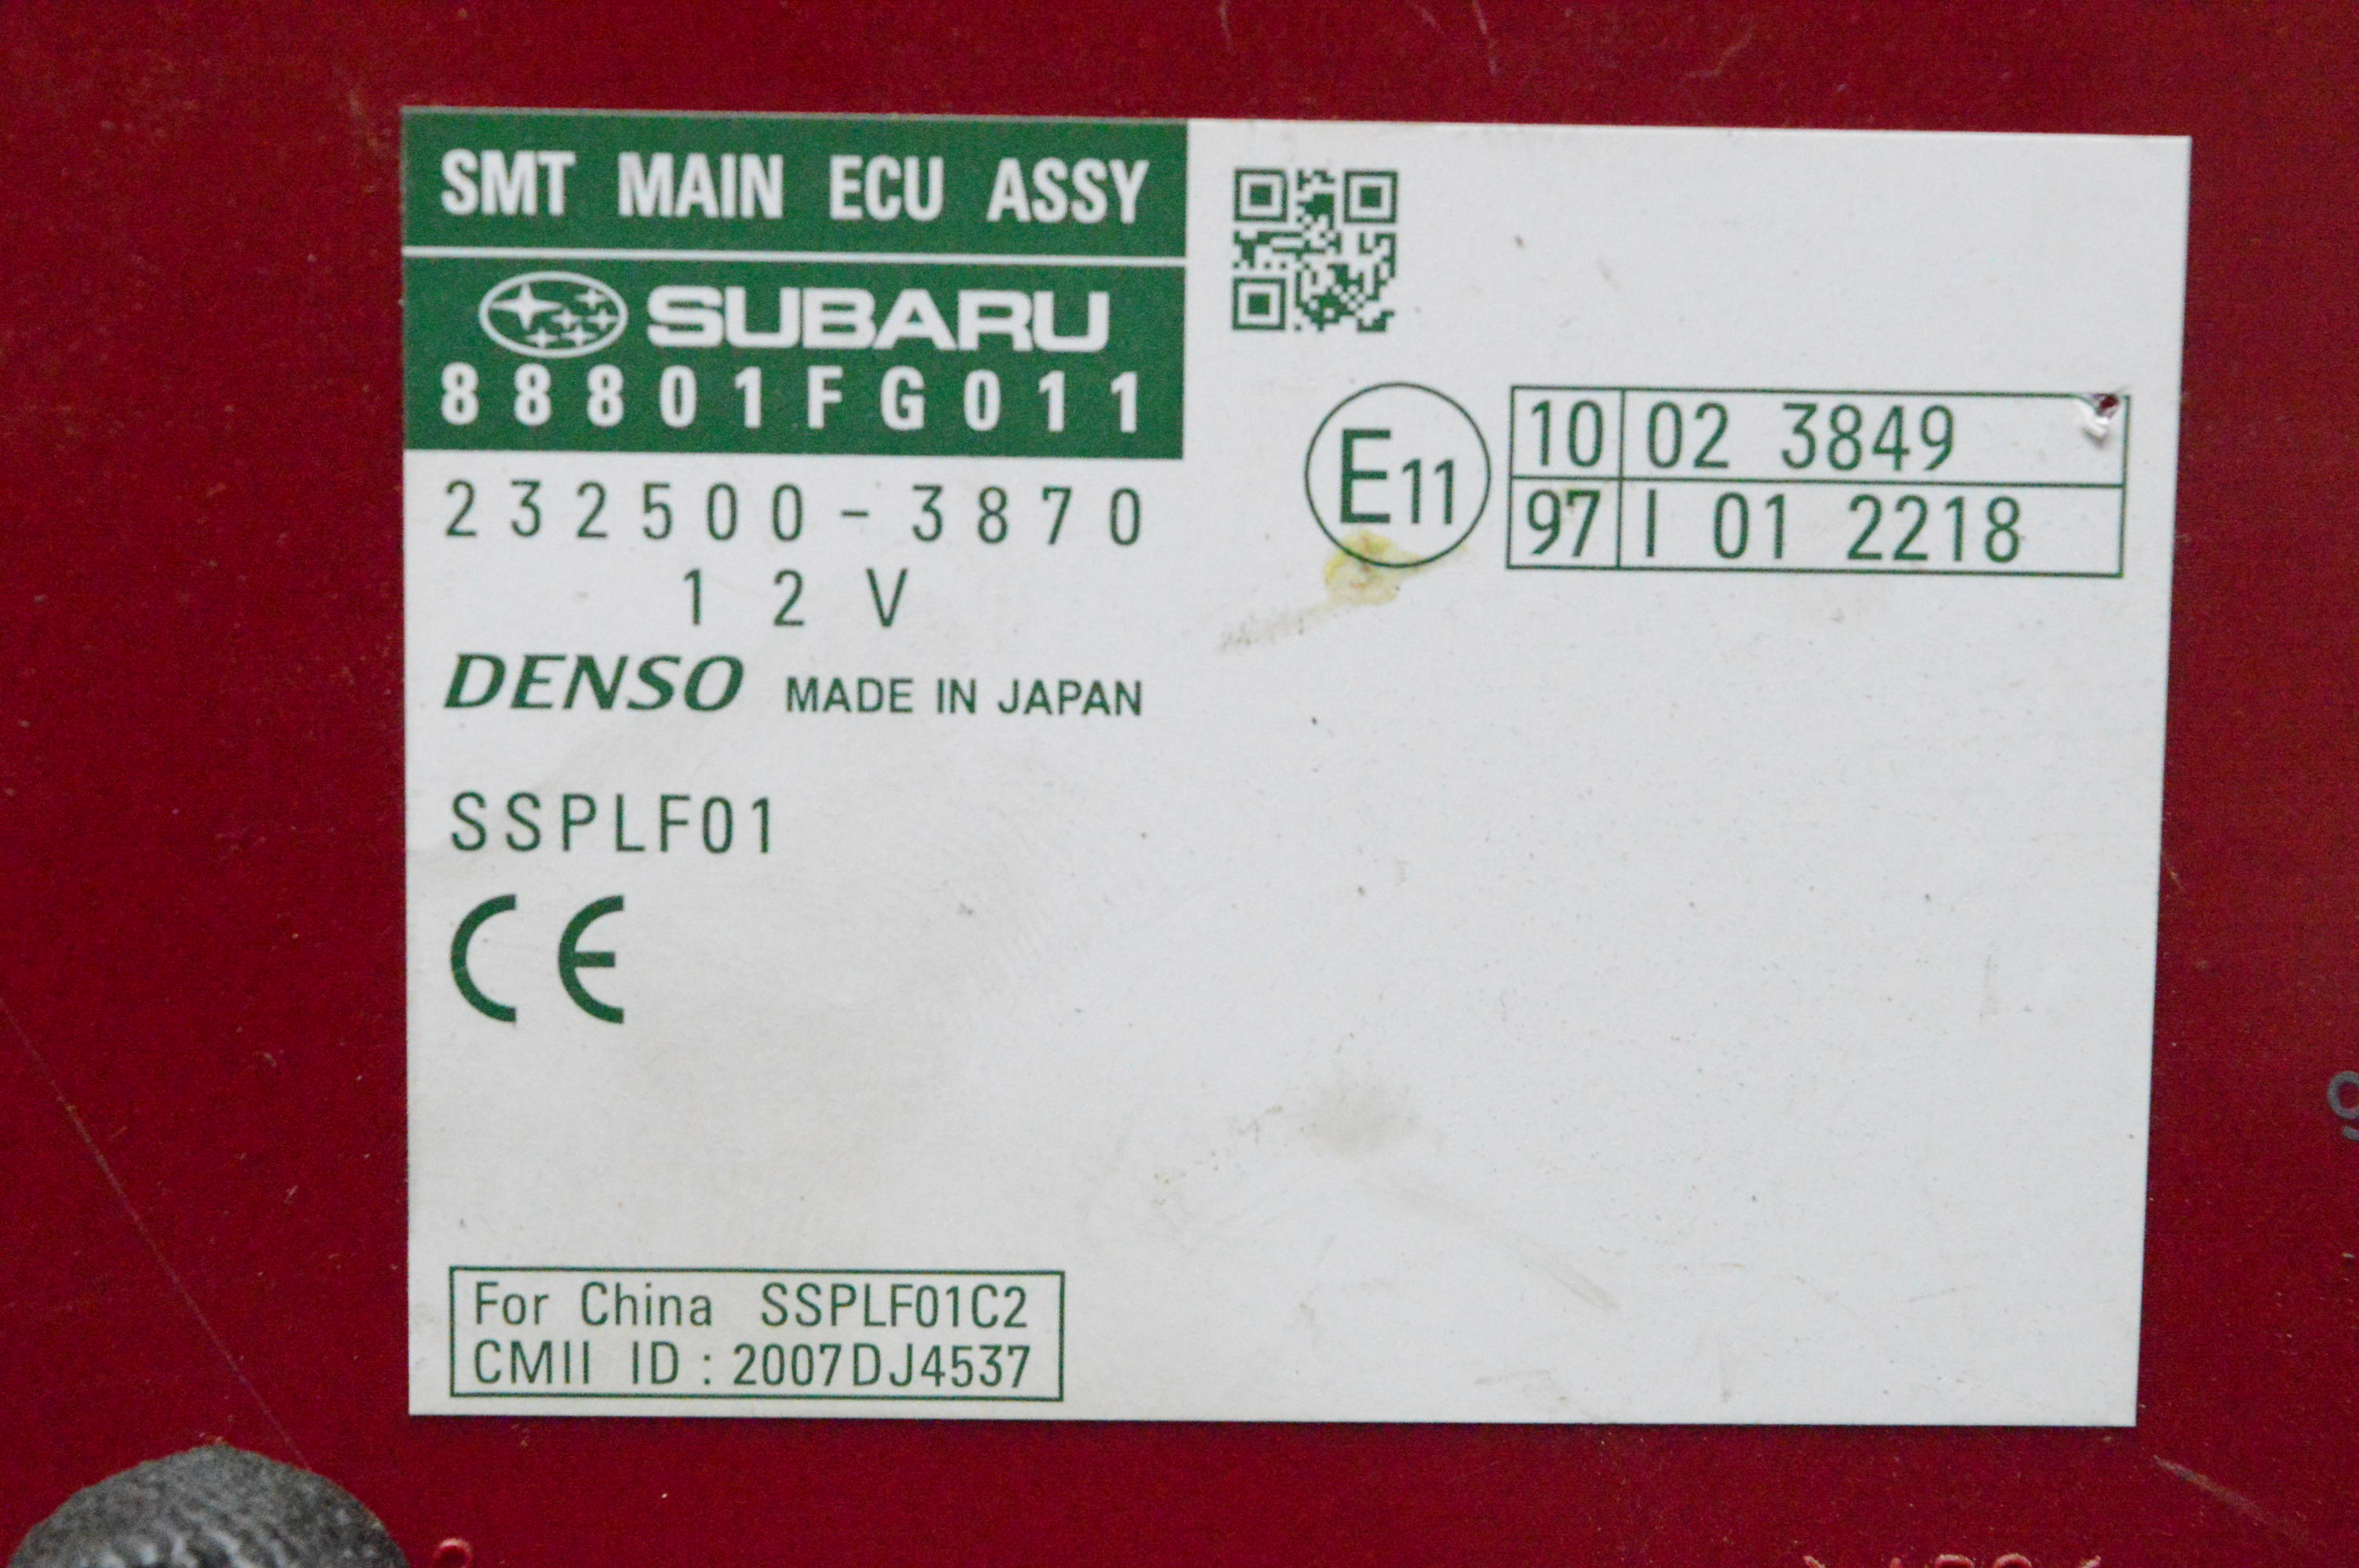 SMT MAIN ECU ASSY
SUBARU
88801FG011
232500-3870
12V
DENSO MADE IN JAPAN
SSPLF01
CE
E11
10 02 3849
97 I 01 2218
For China SSPLF01C2
CMII ID : 2007DJ4537